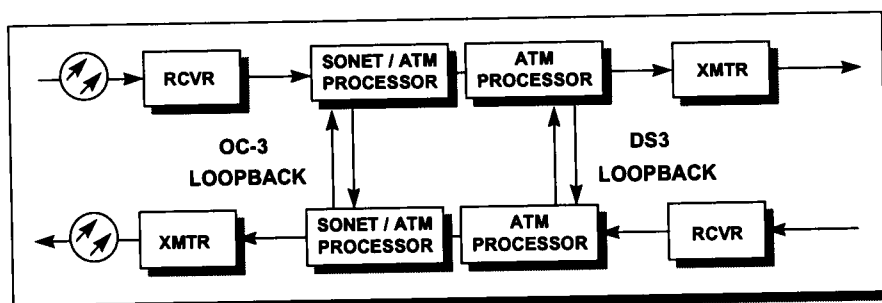 RCVR
SONET / ATM
PROCESSOR
ATM
PROCESSOR
XMTR
OC-3
LOOPBACK
DS3
LOOPBACK
XMTR
SONET / ATM
PROCESSOR
ATM
PROCESSOR
RCVR